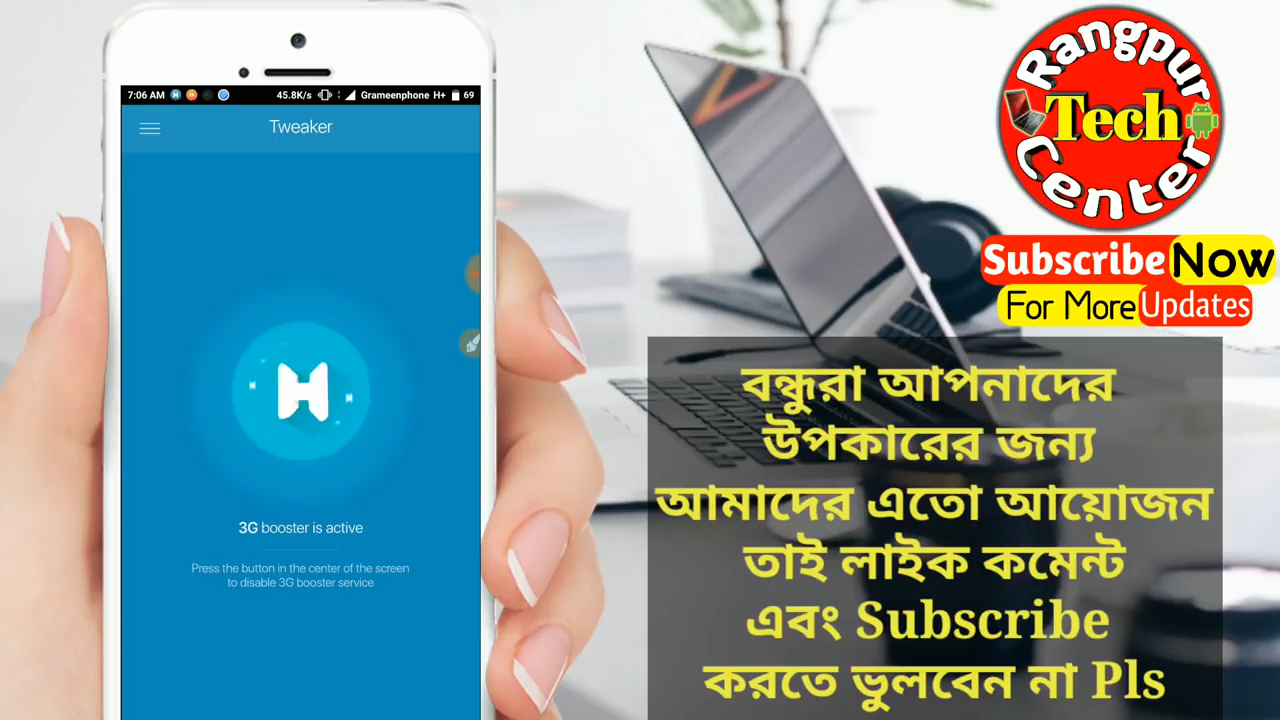 7:06 AM 45.8K/s Grameenphone H+ 69
Tweaker
3G booster is active
Press the button in the center of the screen
to disable 3G booster service
Rangpur
Tech
Center
Subscribe Now
For More Updates
বন্ধুরা আপনাদের
উপকারের জন্য
আমাদের এতো আয়োজন
তাই লাইক কমেন্ট
এবং Subscribe
করতে ভুলবেন না Pls